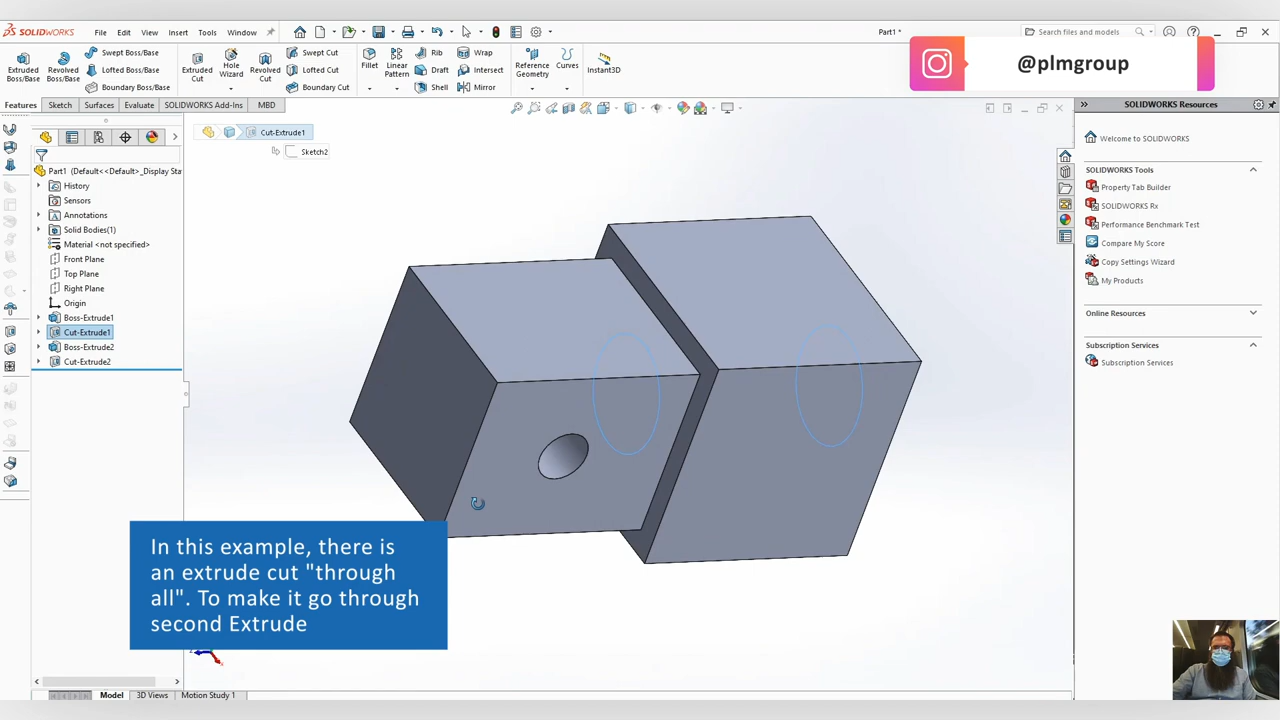 SOLIDWORKS File Edit View Insert Tools Window Part1 * Search files and models
@plmgroup
Extruded Boss/Base
Revolved Boss/Base
Swept Boss/Base
Lofted Boss/Base
Boundary Boss/Base
Extruded Cut
Hole Wizard
Revolved Cut
Swept Cut
Lofted Cut
Boundary Cut
Fillet
Linear Pattern
Rib
Draft
Shell
Wrap
Intersect
Mirror
Reference Geometry
Curves
Instant3D
Features Sketch Surfaces Evaluate SOLIDWORKS Add-Ins MBD
Cut-Extrude1
Sketch2
Part1 (Default<<Default>_Display Sta
History
Sensors
Annotations
Solid Bodies(1)
Material <not specified>
Front Plane
Top Plane
Right Plane
Origin
Boss-Extrude1
Cut-Extrude1
Boss-Extrude2
Cut-Extrude2
SOLIDWORKS Resources
Welcome to SOLIDWORKS
SOLIDWORKS Tools
Property Tab Builder
SOLIDWORKS Rx
Performance Benchmark Test
Compare My Score
Copy Settings Wizard
My Products
Online Resources
Subscription Services
Subscription Services
In this example, there is
an extrude cut "through
all". To make it go through
second Extrude
Model 3D Views Motion Study 1